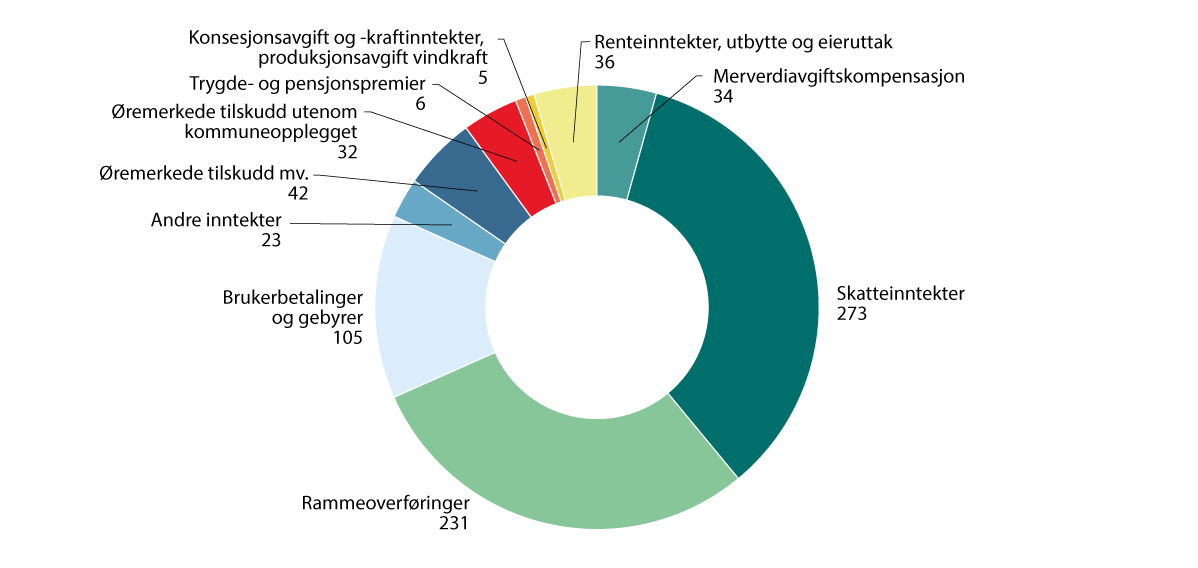 Konsesjonsavgift og -kraftinntekter,
produksjonsavgift vindkraft
5
Renteinntekter, utbytte og eieruttak
36
Merverdiavgiftskompensasjon
34
Trygde- og pensjonspremier
6
Øremerkede tilskudd utenom
kommuneopplegget
32
Øremerkede tilskudd mv.
42
Andre inntekter
23
Brukerbetalinger
og gebyrer
105
Skatteinntekter
273
Rammeoverføringer
231